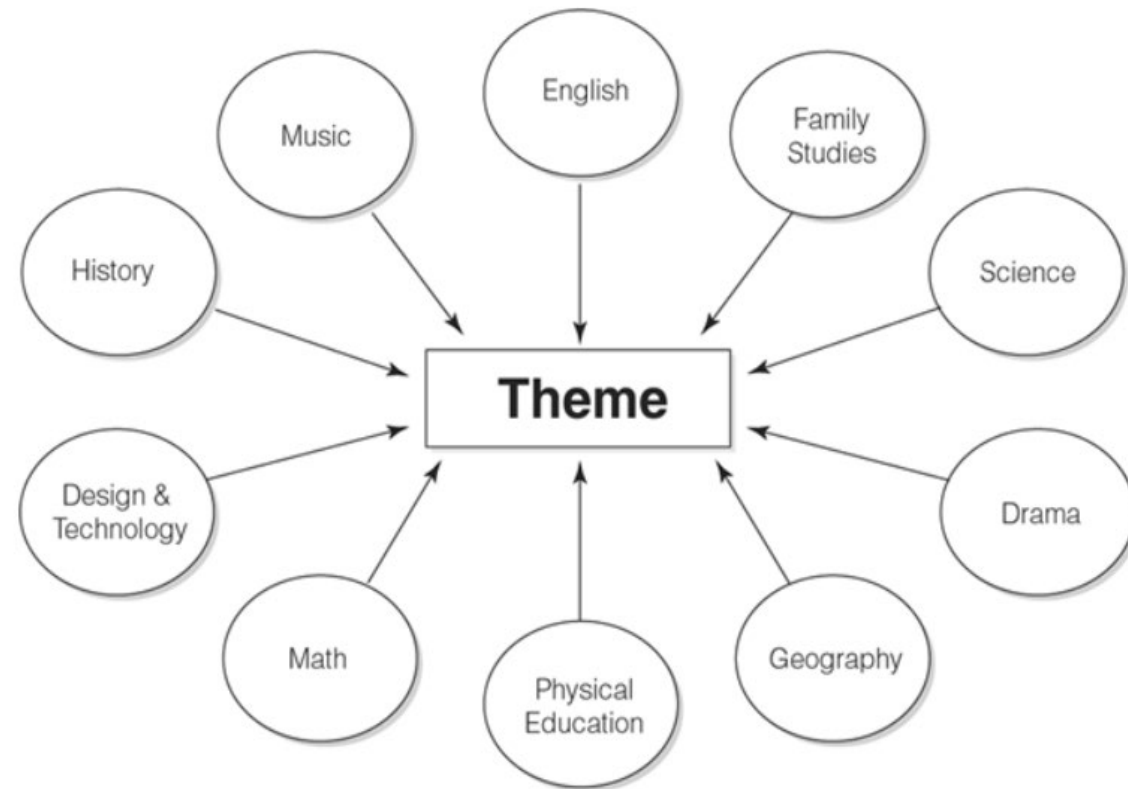 English
Music
Family
Studies
History
Science
Theme
Design &
Technology
Drama
Math
Geography
Physical
Education